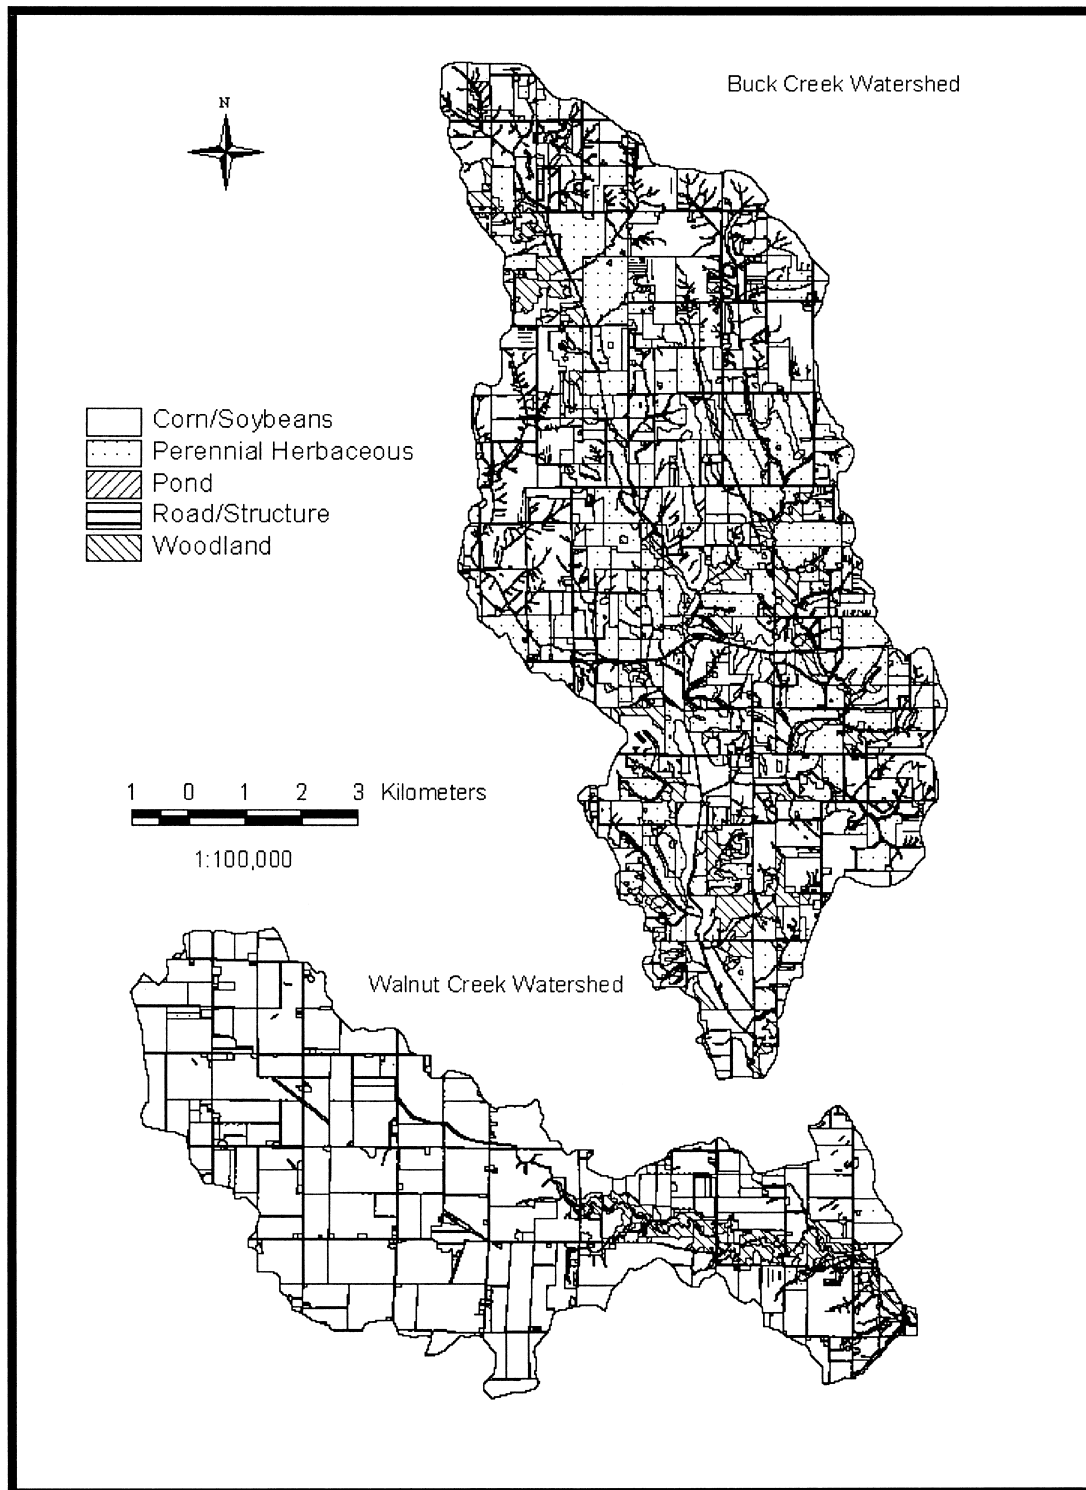 Buck Creek Watershed
N
Corn/Soybeans
Perennial Herbaceous
Pond
Road/Structure
Woodland
1 0 1 2 3 Kilometers
1:100,000
Walnut Creek Watershed